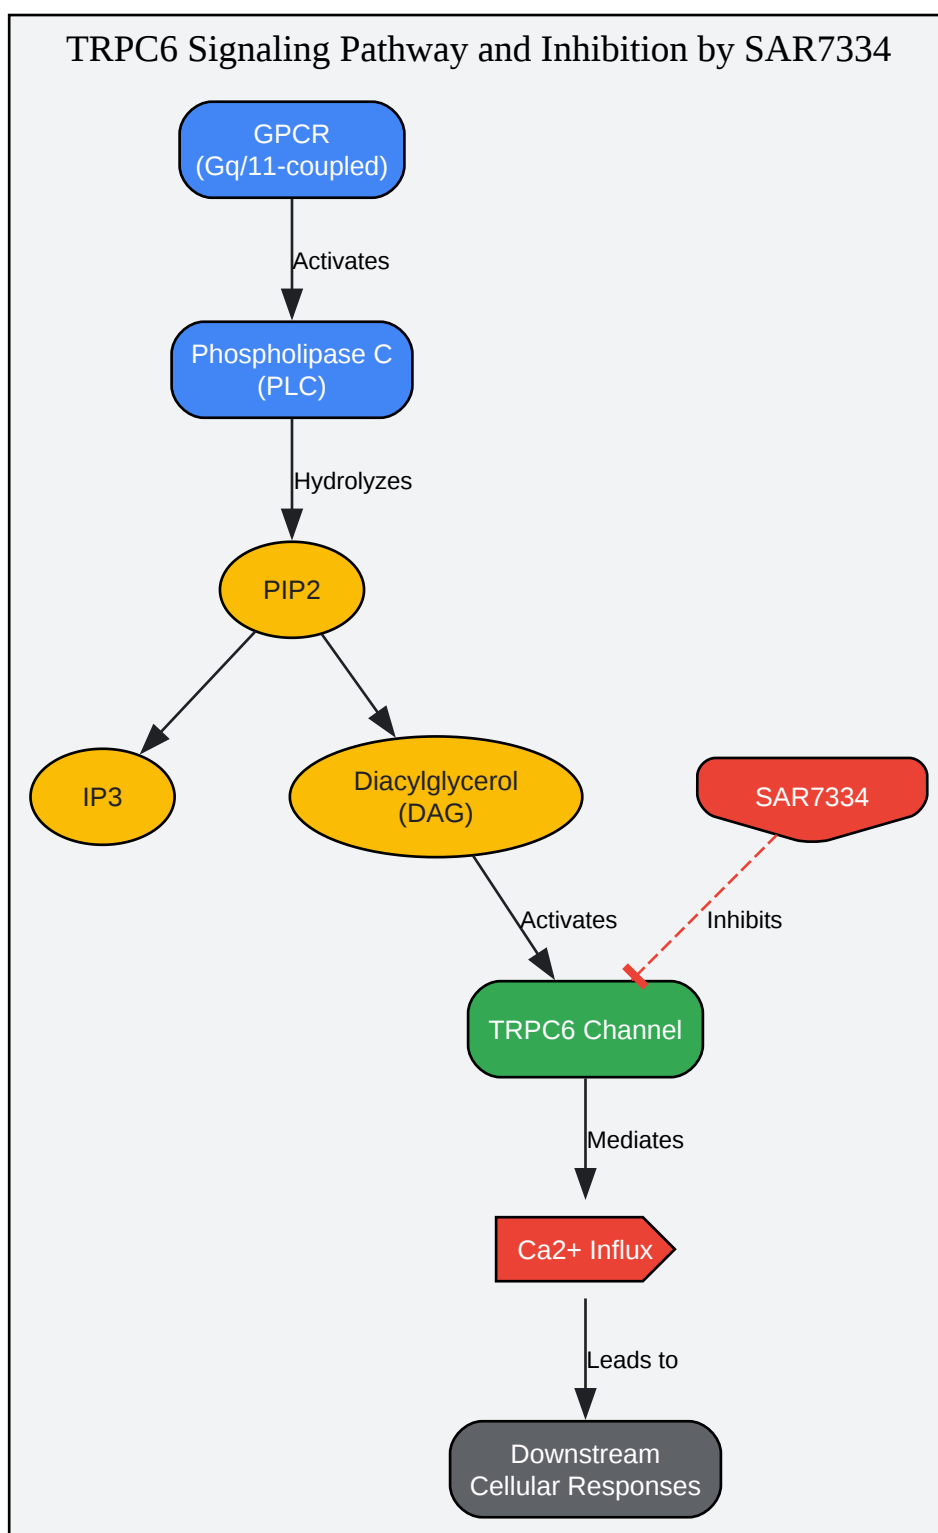 TRPC6 Signaling Pathway and Inhibition by SAR7334
GPCR
(Gq/11-coupled)
Activates
Phospholipase C
(PLC)
Hydrolyzes
PIP2
IP3
Diacylglycerol
(DAG)
SAR7334
Activates
Inhibits
TRPC6 Channel
Mediates
Ca2+ Influx
Leads to
Downstream
Cellular Responses